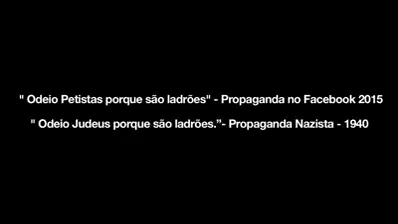 " Odeio Petistas porque são ladrões" - Propaganda no Facebook 2015
" Odeio Judeus porque são ladrões.”- Propaganda Nazista - 1940